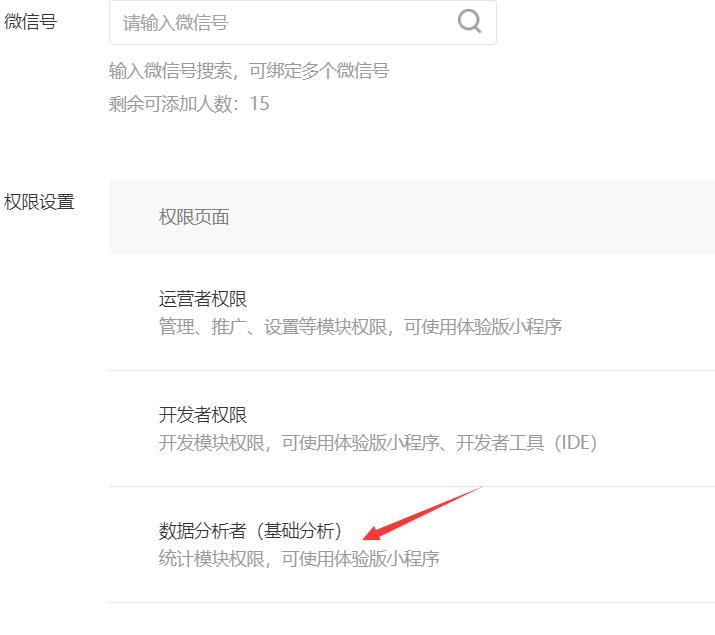 微信号
请输入微信号
输入微信号搜索，可绑定多个微信号
剩余可添加人数：15
权限设置
权限页面
运营者权限
管理、推广、设置等模块权限，可使用体验版小程序
开发者权限
开发模块权限，可使用体验版小程序、开发者工具（IDE）
数据分析者（基础分析）
统计模块权限，可使用体验版小程序